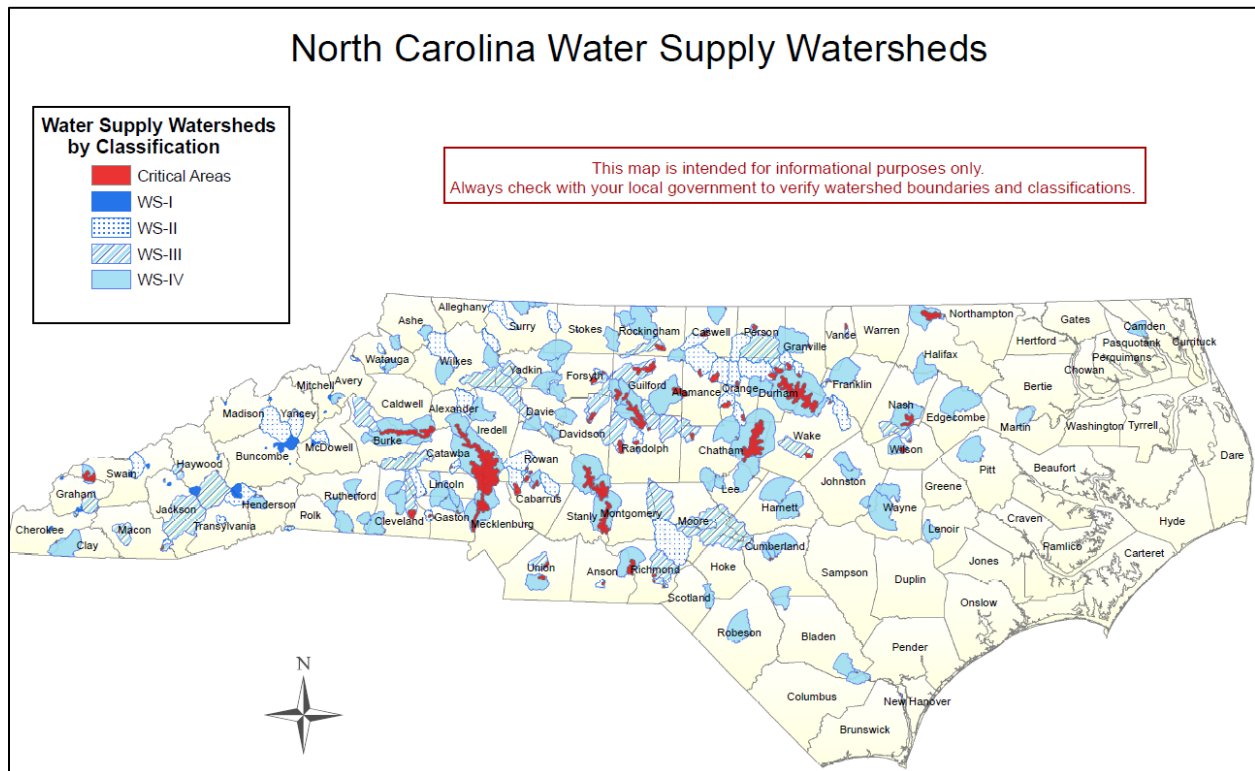 North Carolina Water Supply Watersheds
Water Supply Watersheds
by Classification
Critical Areas
WS-I
WS-II
WS-III
WS-IV
This map is intended for informational purposes only.
Always check with your local government to verify watershed boundaries and classifications.
Alleghany
Ashe
Surry
Stokes
Rockingham
Caswell
Person
Granville
Vance
Warren
Northampton
Gates
Hertford
Camden
Pasquotank
Currituck
Perquimans
Chowan
Watauga
Wilkes
Yadkin
Forsyth
Guilford
Alamance
Orange
Durham
Franklin
Halifax
Bertie
Mitchell
Avery
Caldwell
Alexander
Iredell
Davie
Nash
Edgecombe
Martin
Washington
Tyrrell
Dare
Madison
Yancey
Burke
Catawba
Davidson
Randolph
Chatham
Wake
Wilson
Buncombe
McDowell
Rowan
Swain
Haywood
Pitt
Beaufort
Graham
Jackson
Henderson
Rutherford
Lincoln
Cabarrus
Lee
Johnston
Greene
Hyde
Cherokee
Clay
Macon
Transylvania
Rolk
Cleveland
Gaston
Mecklenburg
Stanly
Montgomery
Moore
Harnett
Wayne
Lenoir
Craven
Pamlico
Carteret
Cumberland
Jones
Union
Anson
Richmond
Hoke
Sampson
Duplin
Scotland
Onslow
Robeson
Bladen
Pender
Columbus
New Hanover
Brunswick
N